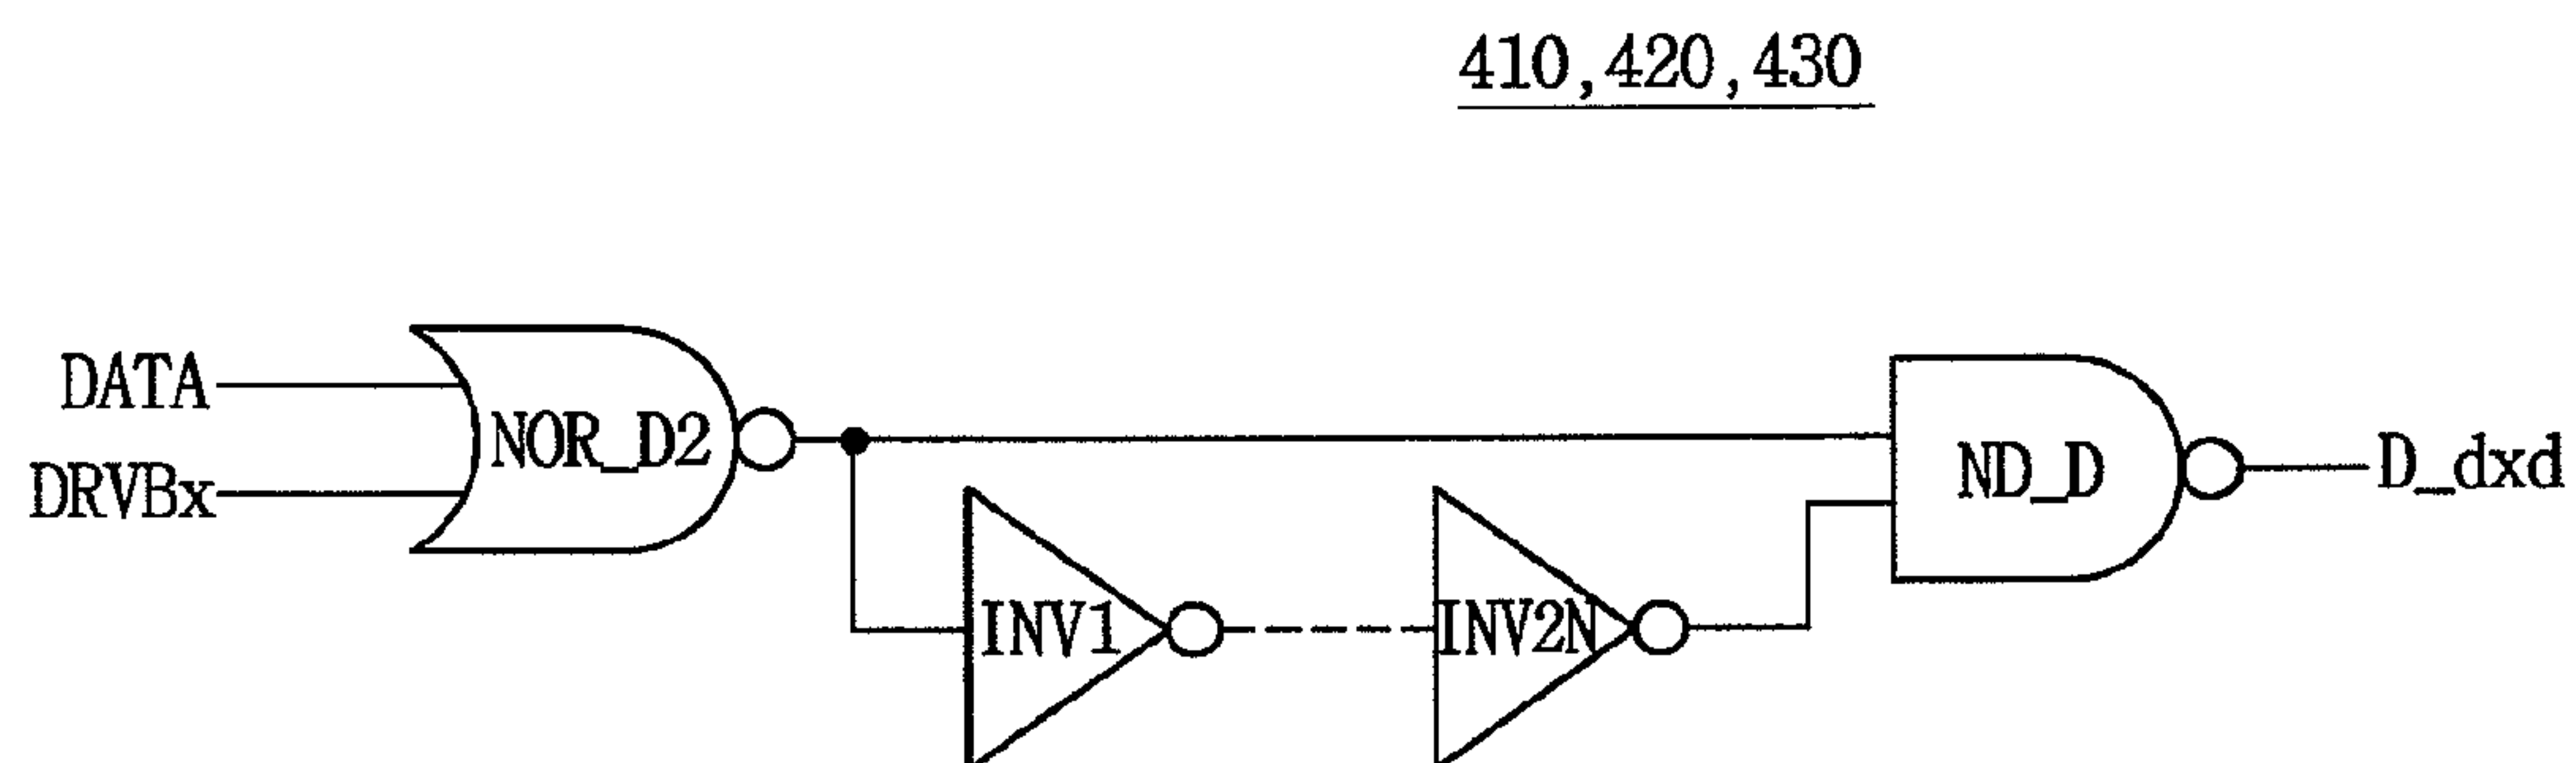 410,420,430
DATA
DRVBx
NOR_D2
INV1
INV2N
ND_D
D_dxd